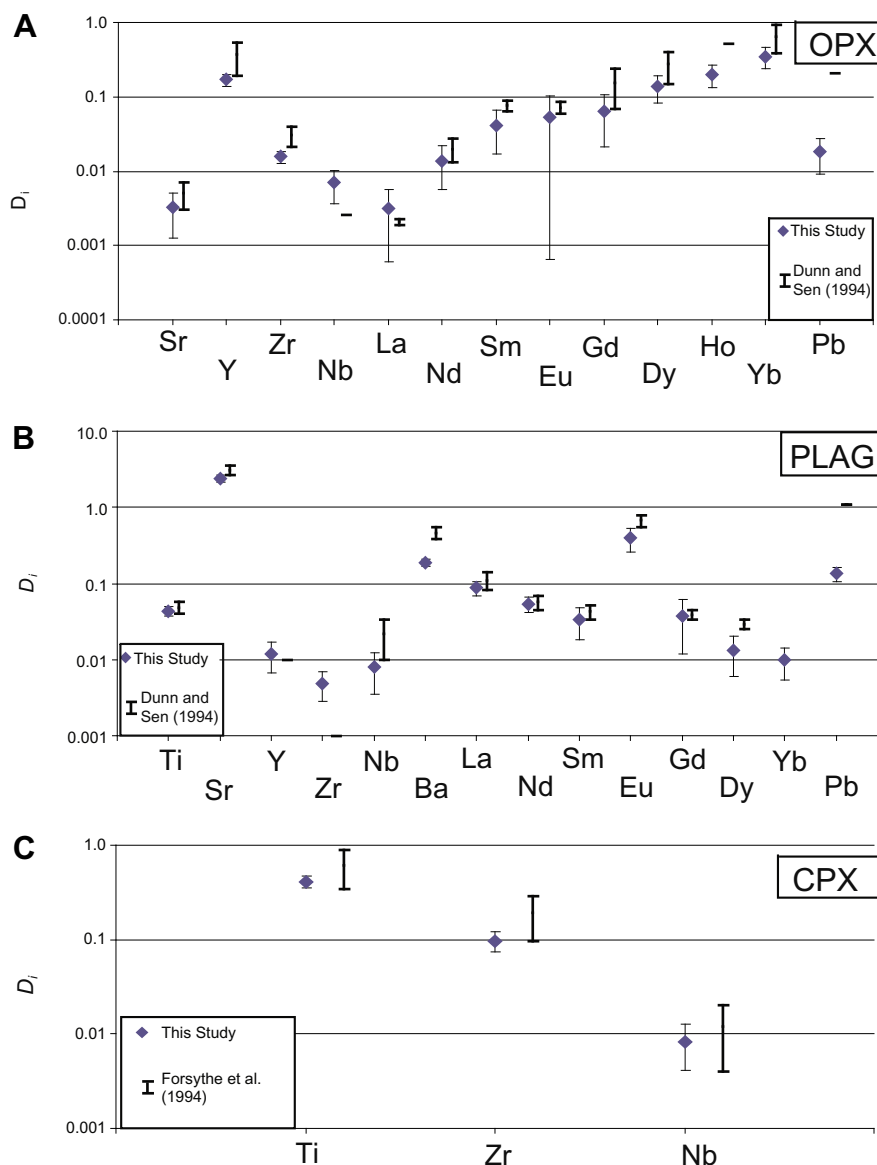 A
OPX
1.0
0.1
0.01
0.001
0.0001
Di
This Study
Dunn and
Sen (1994)
Sr Y Zr Nb La Nd Sm Eu Gd Dy Ho Yb Pb
B
PLAG
10.0
1.0
0.1
0.01
0.001
Di
This Study
Dunn and
Sen (1994)
Ti Sr Y Zr Nb Ba La Nd Sm Eu Gd Dy Yb Pb
C
CPX
1.0
0.1
0.01
0.001
Di
This Study
Forsythe et al.
(1994)
Ti Zr Nb